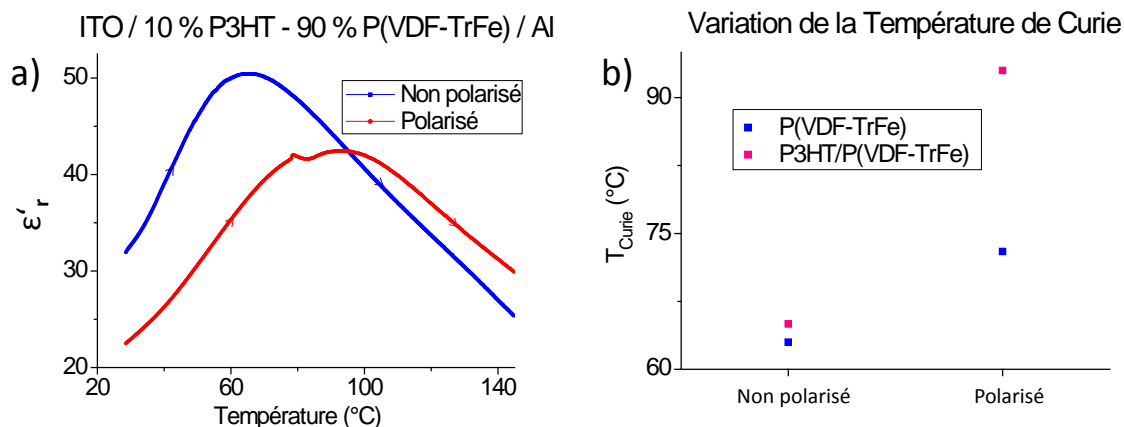 ITO / 10 % P3HT - 90 % P(VDF-TrFe) / Al
a)
50
40
30
20
20
60
100
140
ε‘r
Température (°C)
Non polarisé
Polarisé
Variation de la Température de Curie
b)
90
75
60
TCurie (°C)
P(VDF-TrFe)
P3HT/P(VDF-TrFe)
Non polarisé
Polarisé